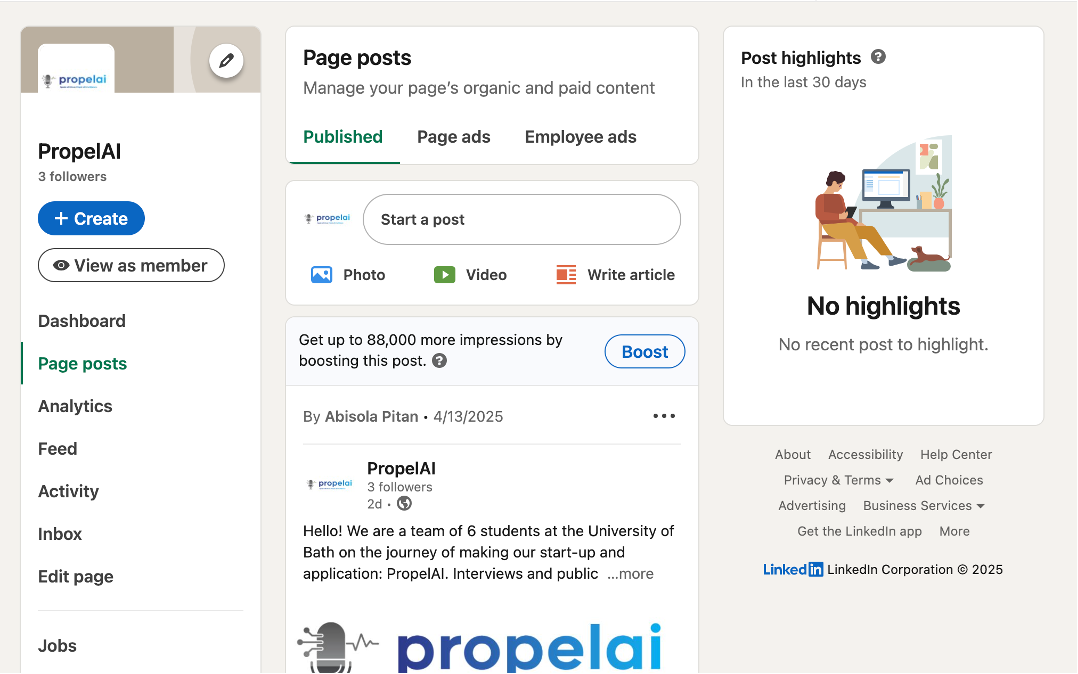 propelai
PropelAI
3 followers
+ Create
View as member
Dashboard
Page posts
Analytics
Feed
Activity
Inbox
Edit page
Jobs
Page posts
Manage your page's organic and paid content
Published Page ads Employee ads
propelai
Start a post
Photo Video Write article
Get up to 88,000 more impressions by
boosting this post. ?
Boost
By Abisola Pitan • 4/13/2025
propelai
PropelAI
3 followers
2d •
Hello! We are a team of 6 students at the University of
Bath on the journey of making our start-up and
application: PropelAI. Interviews and public ...more
propelai
Post highlights ?
In the last 30 days
No highlights
No recent post to highlight.
About Accessibility Help Center
Privacy & Terms Ad Choices
Advertising Business Services
Get the LinkedIn app More
LinkedIn LinkedIn Corporation © 2025